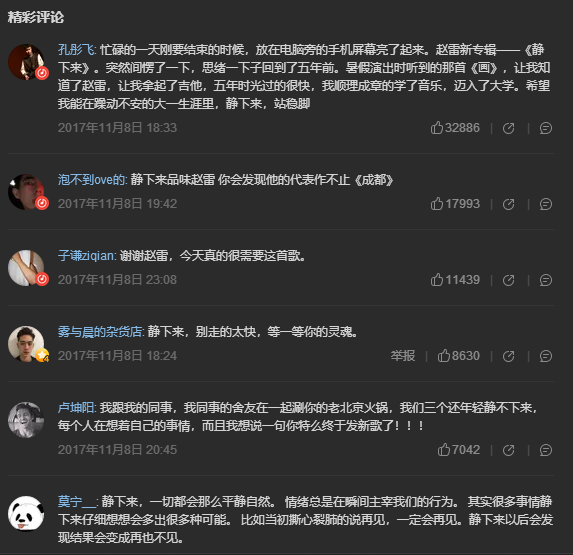 精彩评论
孔彤飞: 忙碌的一天刚要结束的时候，放在电脑旁的手机屏幕亮了起来。赵雷新专辑——《静
下来》。突然间愣了一下，思绪一下子回到了五年前。暑假演出时听到的那首《画》，让我知
道了赵雷，让我拿起了吉他，五年时光过的很快，我顺理成章的学了音乐，迈入了大学。希望
我能在躁动不安的大一生涯里，静下来，站稳脚
2017年11月8日 18:33 32886
泡不到ove的: 静下来品味赵雷 你会发现他的代表作不止《成都》
2017年11月8日 19:42 17993
子谦ziqian: 谢谢赵雷，今天真的很需要这首歌。
2017年11月8日 23:08 11439
雾与晨的杂货店: 静下来，别走的太快，等一等你的灵魂。
2017年11月8日 18:24 举报 8630
卢坤阳: 我跟我的同事，我同事的舍友在一起涮你的老北京火锅，我们三个还年轻静不下来，
每个人在想着自己的事情，而且我想说一句你特么终于发新歌了！！！
2017年11月8日 20:45 7042
莫宁__: 静下来，一切都会那么平静自然。 情绪总是在瞬间主宰我们的行为。 其实很多事情静
下来仔细想想会多出很多种可能。 比如当初撕心裂肺的说再见，一定会再见。静下来以后会发
现结果会变成再也不见。